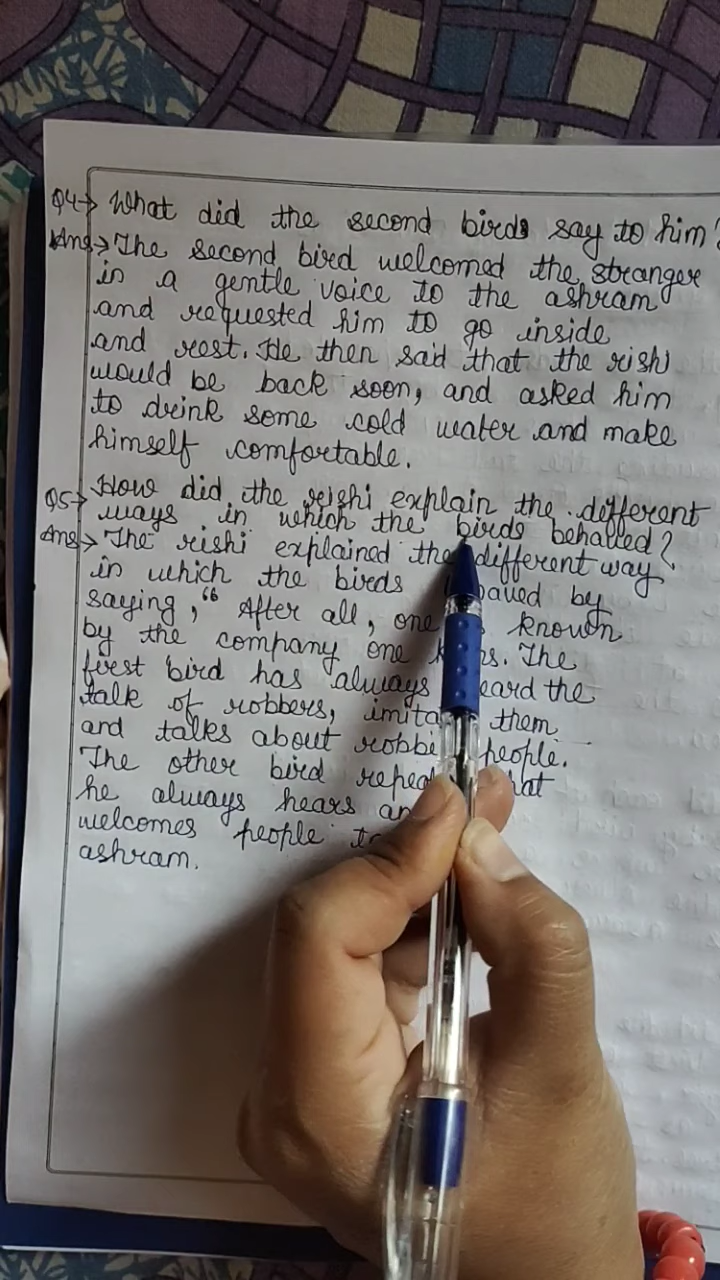 Q4→ What did the second birds say to him?
Ans→ The second bird welcomed the stranger
in a gentle voice to the ashram
and requested him to go inside
and rest. He then said that the rishi
would be back soon, and asked him
to drink some cold water and make
himself comfortable.
Q5→ How did the rishi explain the different
ways in which the birds behaved?
Ans→ The rishi explained the different way
in which the birds by
saying, “ After all, one known
by the company one The
first bird has always the
talk of robbers, them
and talks about people.
The other bird
he always hears
welcomes people
ashram.